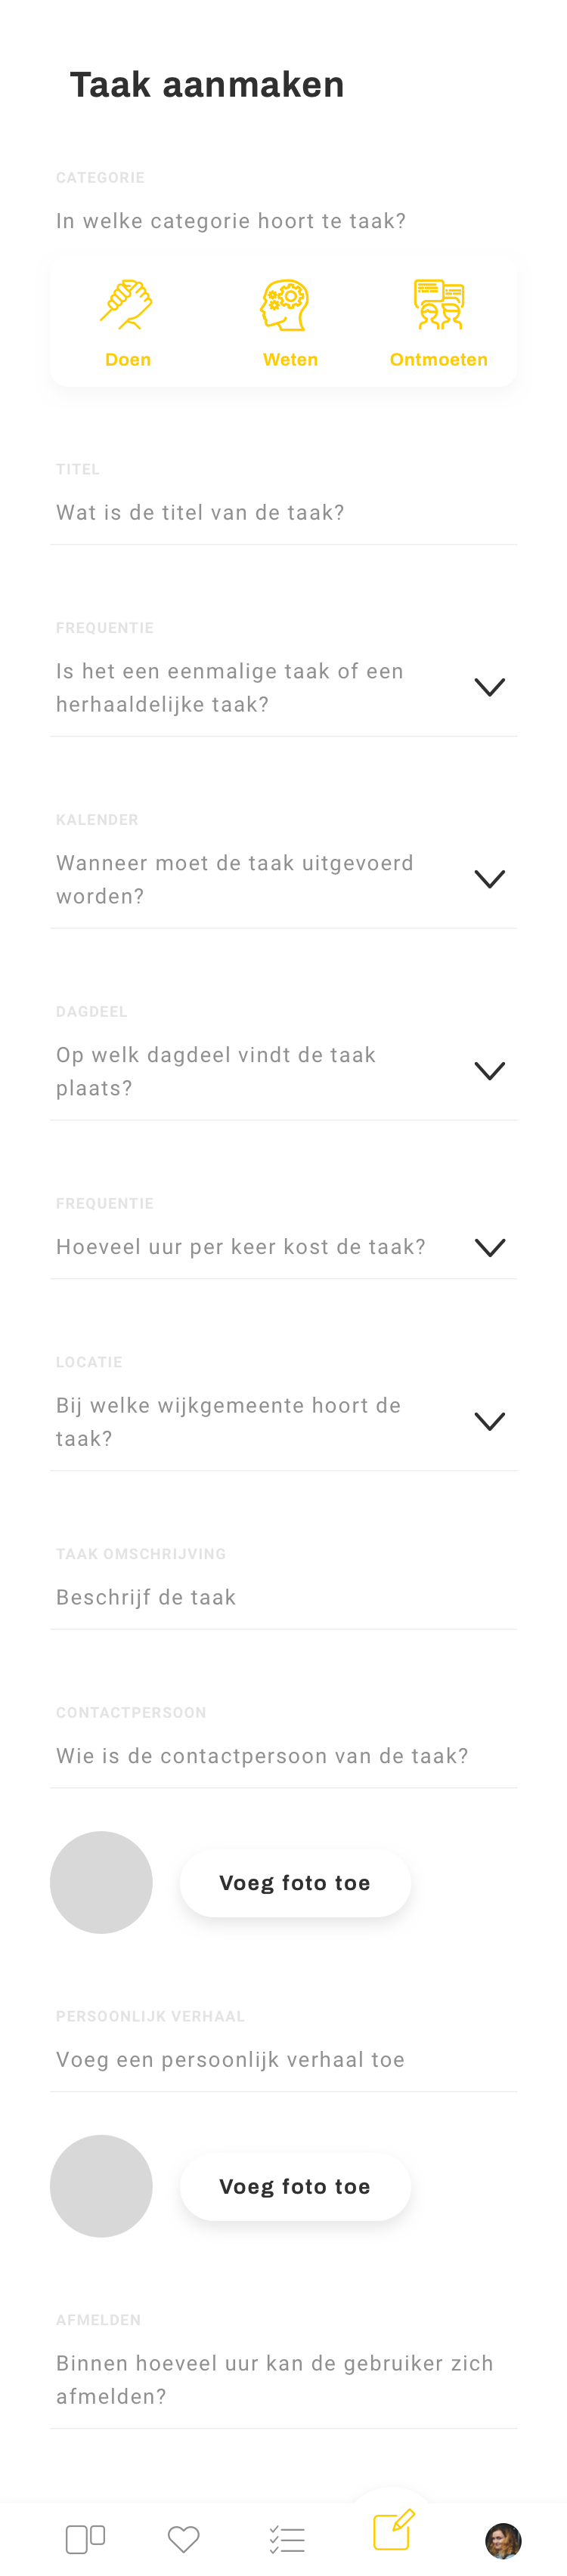 Taak aanmaken
CATEGORIE
In welke categorie hoort te taak?
Doen
Weten
Ontmoeten
TITEL
Wat is de titel van de taak?
FREQUENTIE
Is het een eenmalige taak of een
herhaaldelijke taak?
KALENDER
Wanneer moet de taak uitgevoerd
worden?
DAGDEEL
Op welk dagdeel vindt de taak
plaats?
FREQUENTIE
Hoeveel uur per keer kost de taak?
LOCATIE
Bij welke wijkgemeente hoort de
taak?
TAAK OMSCHRIJVING
Beschrijf de taak
CONTACTPERSOON
Wie is de contactpersoon van de taak?
Voeg foto toe
PERSOONLIJK VERHAAL
Voeg een persoonlijk verhaal toe
Voeg foto toe
AFMELDEN
Binnen hoeveel uur kan de gebruiker zich
afmelden?